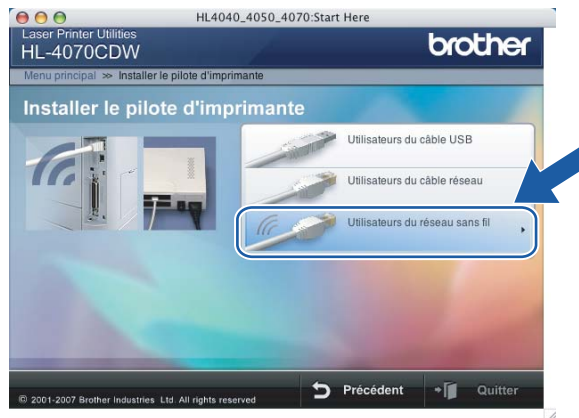 HL4040_4050_4070:Start Here
Laser Printer Utilities
HL-4070CDW
brother
Menu principal >> Installer le pilote d'imprimante
Installer le pilote d'imprimante
Utilisateurs du câble USB
Utilisateurs du câble réseau
Utilisateurs du réseau sans fil
© 2001-2007 Brother Industries Ltd. All rights reserved
Précédent
Quitter